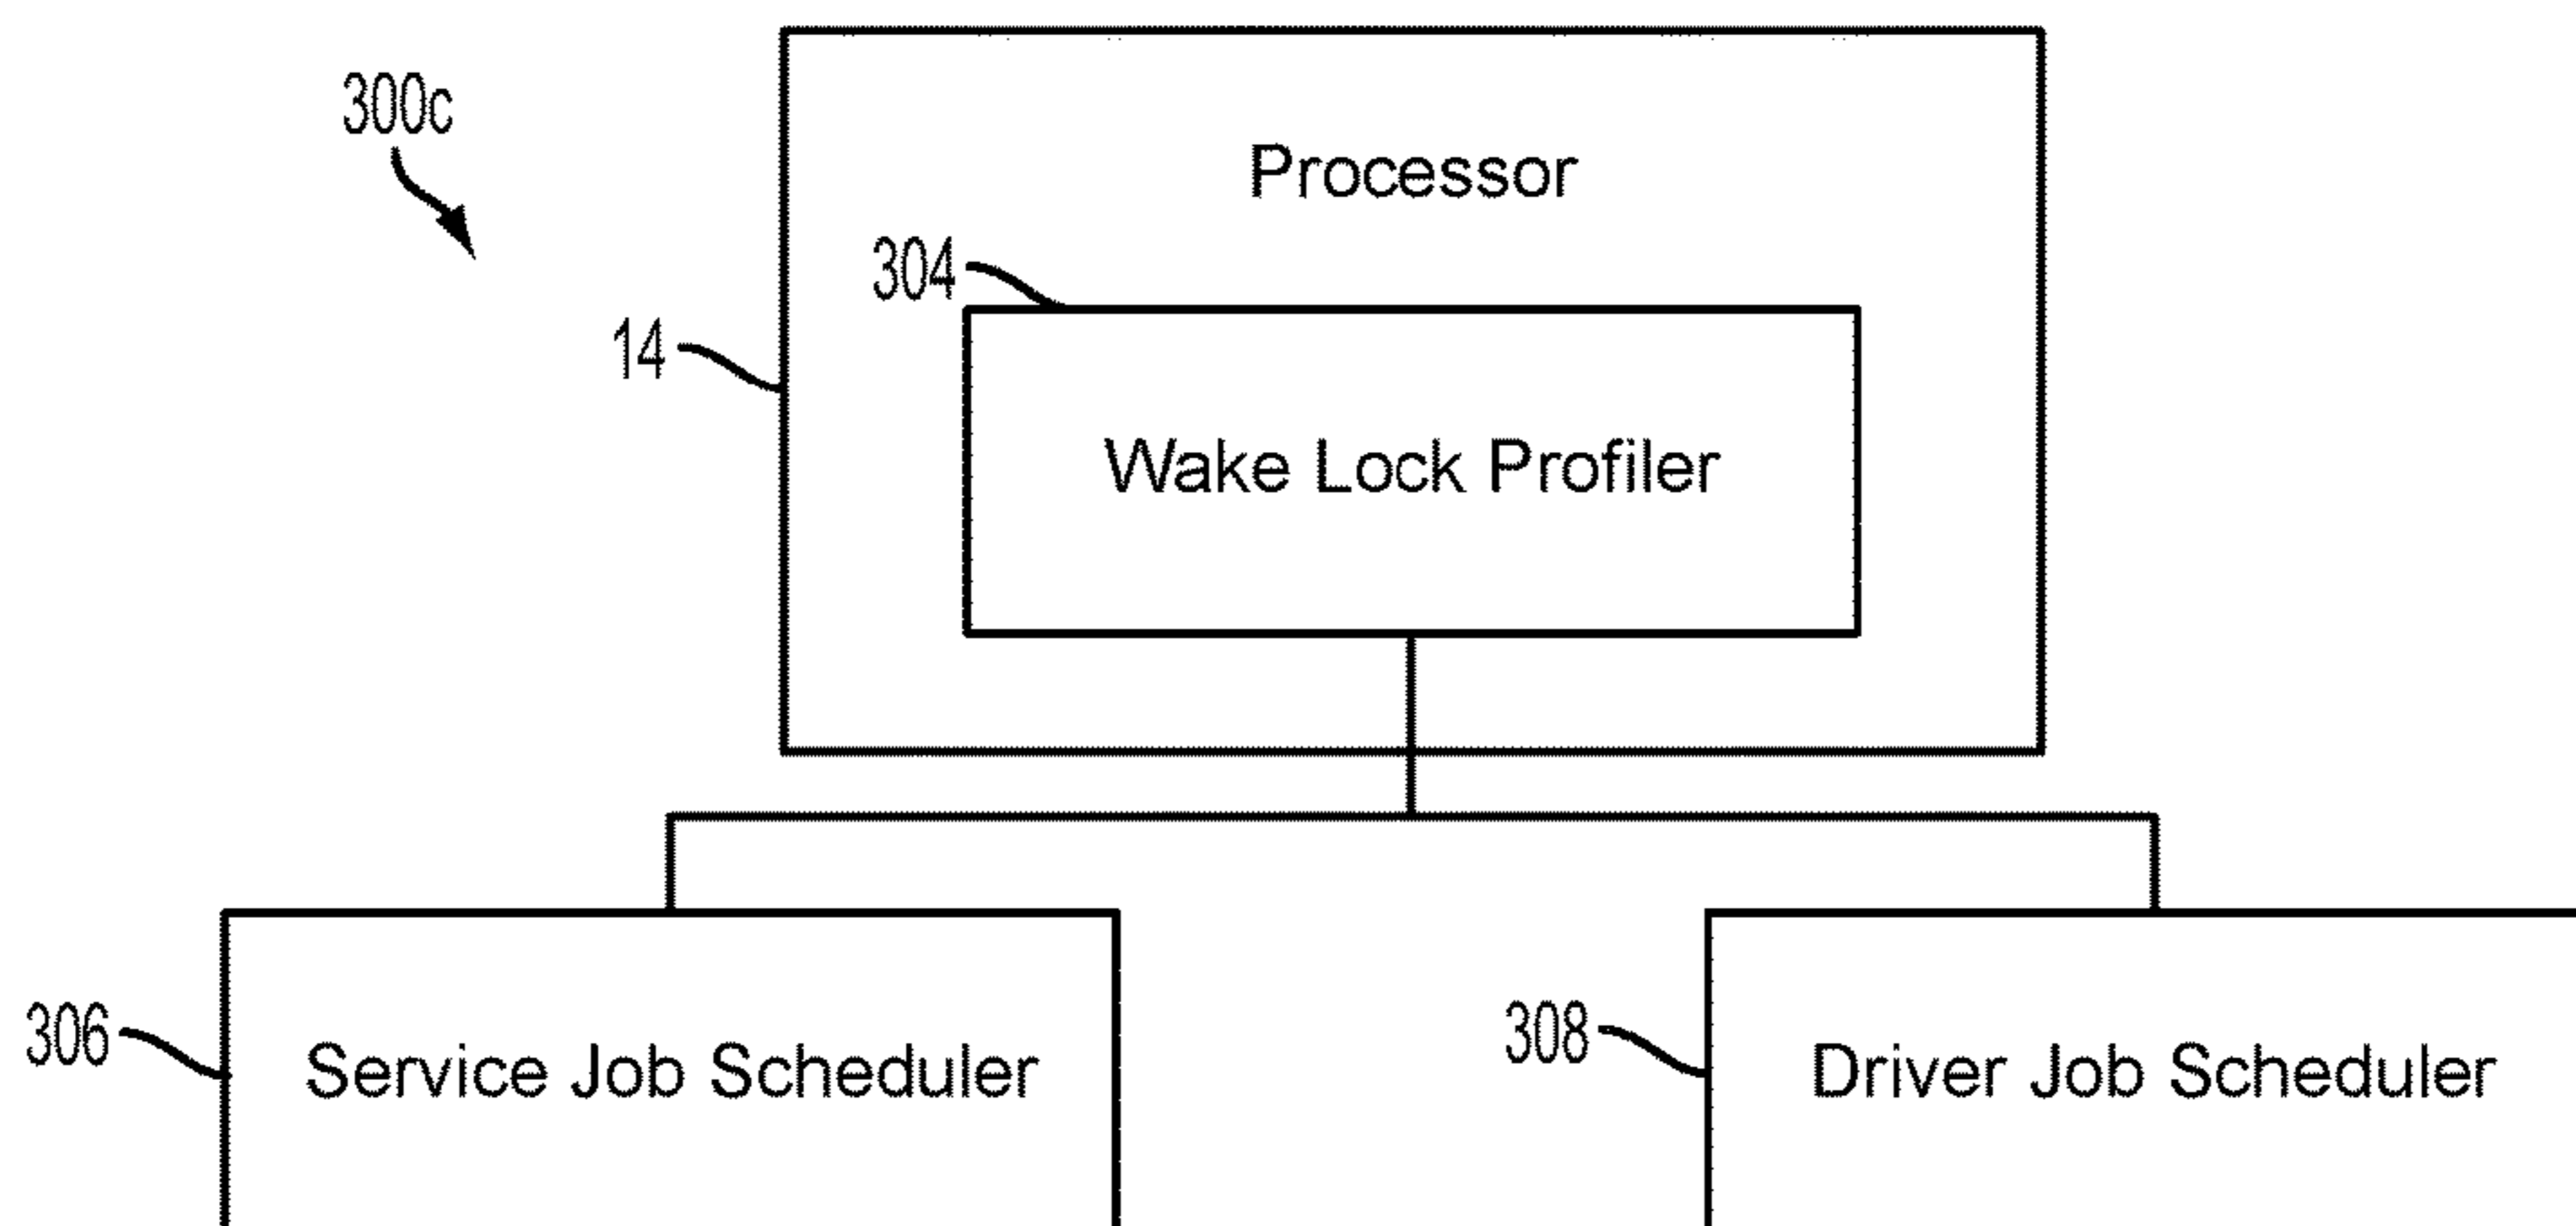 300c
Processor
304
14
Wake Lock Profiler
306
Service Job Scheduler
308
Driver Job Scheduler